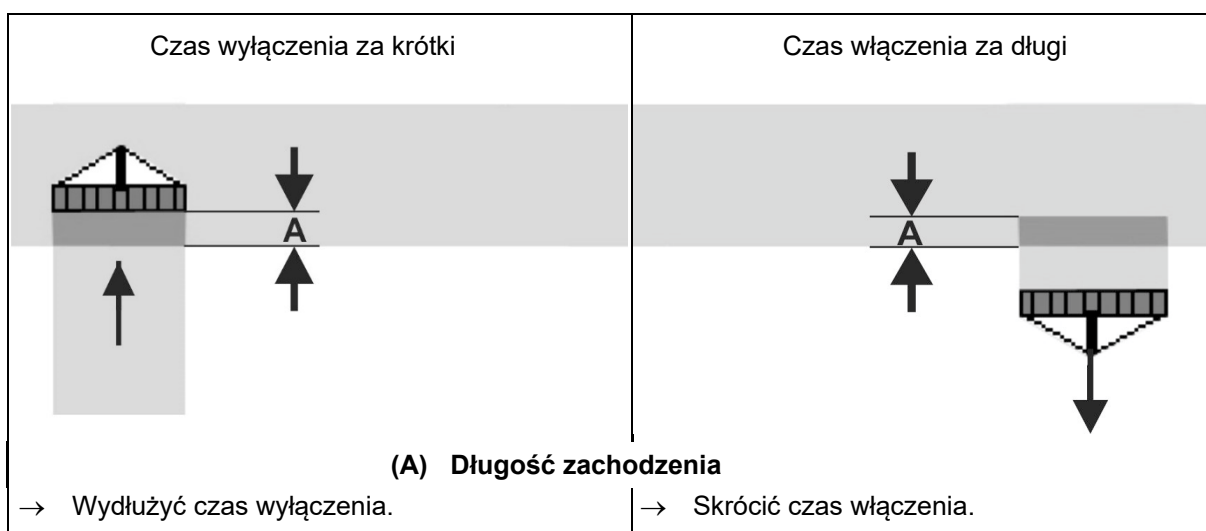 Czas wyłączenia za krótki
Czas włączenia za długi
A
A
(A) Długość zachodzenia
→ Wydłużyć czas wyłączenia.
→ Skrócić czas włączenia.